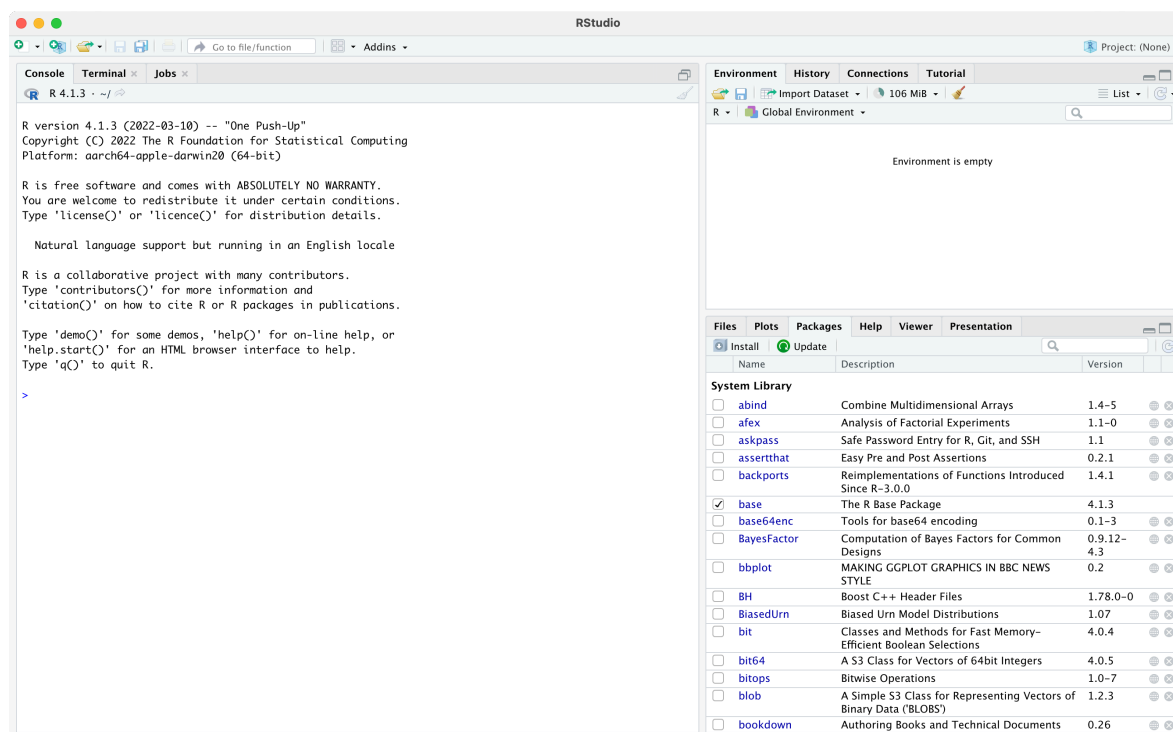 RStudio
Go to file/function
Addins
Project: (None)
Console Terminal Jobs
R R 4.1.3 · ~/
R version 4.1.3 (2022-03-10) -- "One Push-Up"
Copyright (C) 2022 The R Foundation for Statistical Computing
Platform: aarch64-apple-darwin20 (64-bit)
R is free software and comes with ABSOLUTELY NO WARRANTY.
You are welcome to redistribute it under certain conditions.
Type 'license()' or 'licence()' for distribution details.
Natural language support but running in an English locale
R is a collaborative project with many contributors.
Type 'contributors()' for more information and
'citation()' on how to cite R or R packages in publications.
Type 'demo()' for some demos, 'help()' for on-line help, or
'help.start()' for an HTML browser interface to help.
Type 'q()' to quit R.
>
Environment History Connections Tutorial
Import Dataset 106 MiB List
R Global Environment
Environment is empty
Files Plots Packages Help Viewer Presentation
Install Update
Name Description Version
System Library
abind Combine Multidimensional Arrays 1.4-5
afex Analysis of Factorial Experiments 1.1-0
askpass Safe Password Entry for R, Git, and SSH 1.1
assertthat Easy Pre and Post Assertions 0.2.1
backports Reimplementations of Functions Introduced 1.4.1
Since R-3.0.0
base The R Base Package 4.1.3
base64enc Tools for base64 encoding 0.1-3
BayesFactor Computation of Bayes Factors for Common 0.9.12-
Designs 4.3
bbplot MAKING GGPLOT GRAPHICS IN BBC NEWS 0.2
STYLE
BH Boost C++ Header Files 1.78.0-0
BiasedUrn Biased Urn Model Distributions 1.07
bit Classes and Methods for Fast Memory- 4.0.4
Efficient Boolean Selections
bit64 A S3 Class for Vectors of 64bit Integers 4.0.5
bitops Bitwise Operations 1.0-7
blob A Simple S3 Class for Representing Vectors of 1.2.3
Binary Data ('BLOBS')
bookdown Authoring Books and Technical Documents 0.26